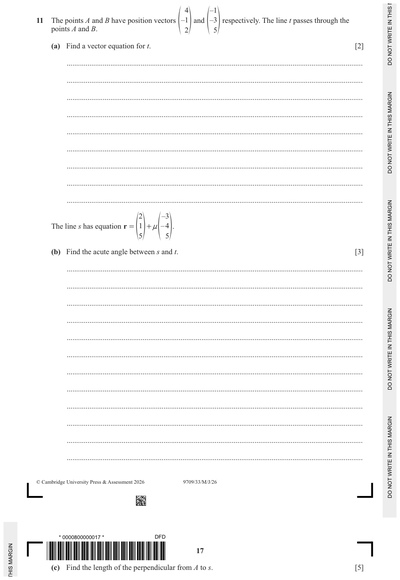 11 The points A and B have position vectors (4 −1 2) and (−1 −3 5) respectively. The line t passes through the
points A and B.
(a) Find a vector equation for t. [2]
The line s has equation r = (2 1 5) + μ(−3 −4 5).
(b) Find the acute angle between s and t. [3]
© Cambridge University Press & Assessment 2026 9709/33/M/J/26
* 0000800000017 * DFD
17
(c) Find the length of the perpendicular from A to s. [5]
DO NOT WRITE IN THIS MARGIN
DO NOT WRITE IN THIS MARGIN
DO NOT WRITE IN THIS MARGIN
DO NOT WRITE IN THIS MARGIN
DO NOT WRITE IN THIS MARGIN
THIS MARGIN